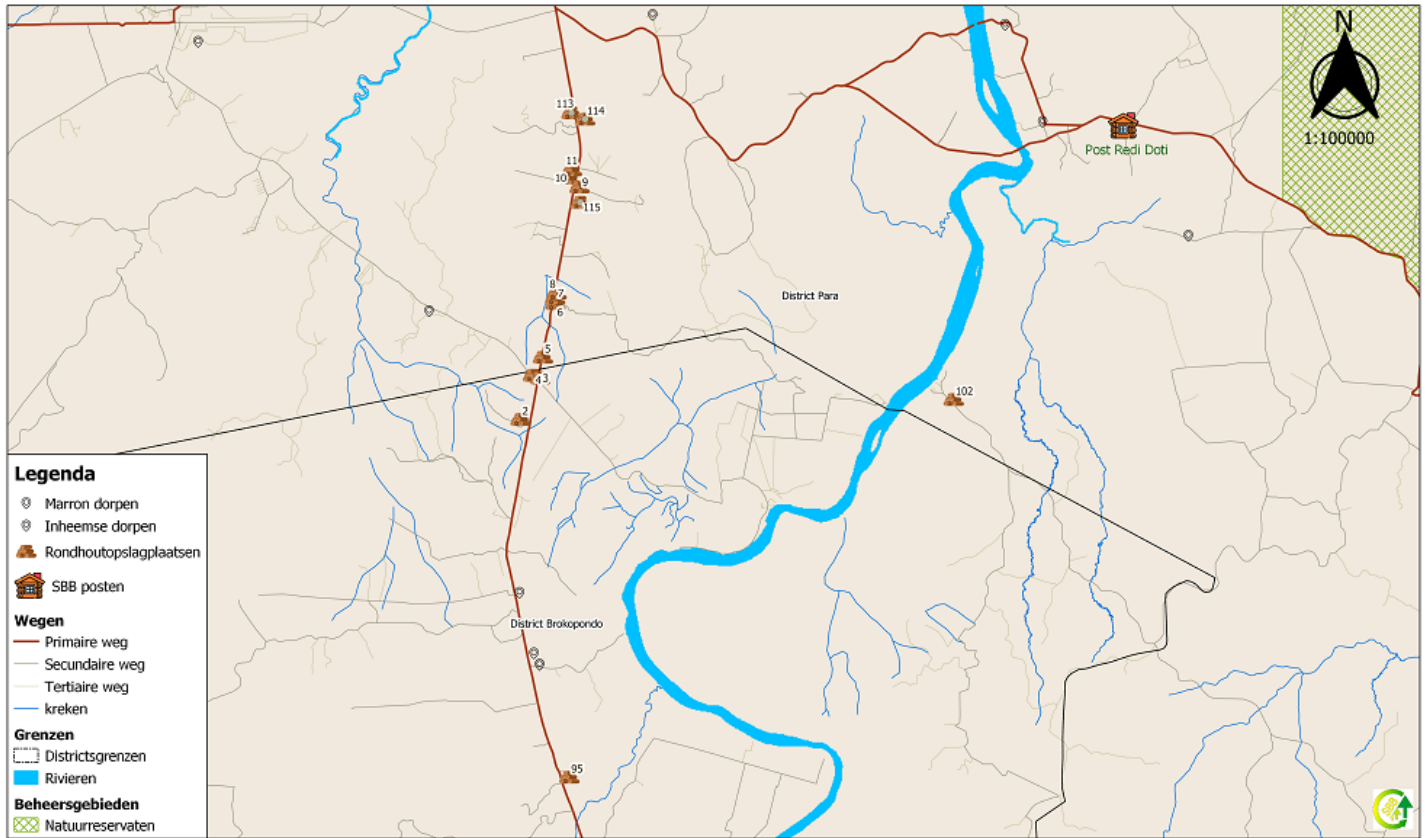 N
1:100000
113
114
Post Redi Doti
11
10
9
115
8
7
6
District Para
5
4
3
102
2
Legenda
Marron dorpen
Inheemse dorpen
Rondhoutopslagplaatsen
SBB posten
Wegen
Primaire weg
Secundaire weg
Tertiaire weg
kreken
Grenzen
Districtsgrenzen
Rivieren
Beheersgebieden
Natuurreservaten
District Brokopondo
95